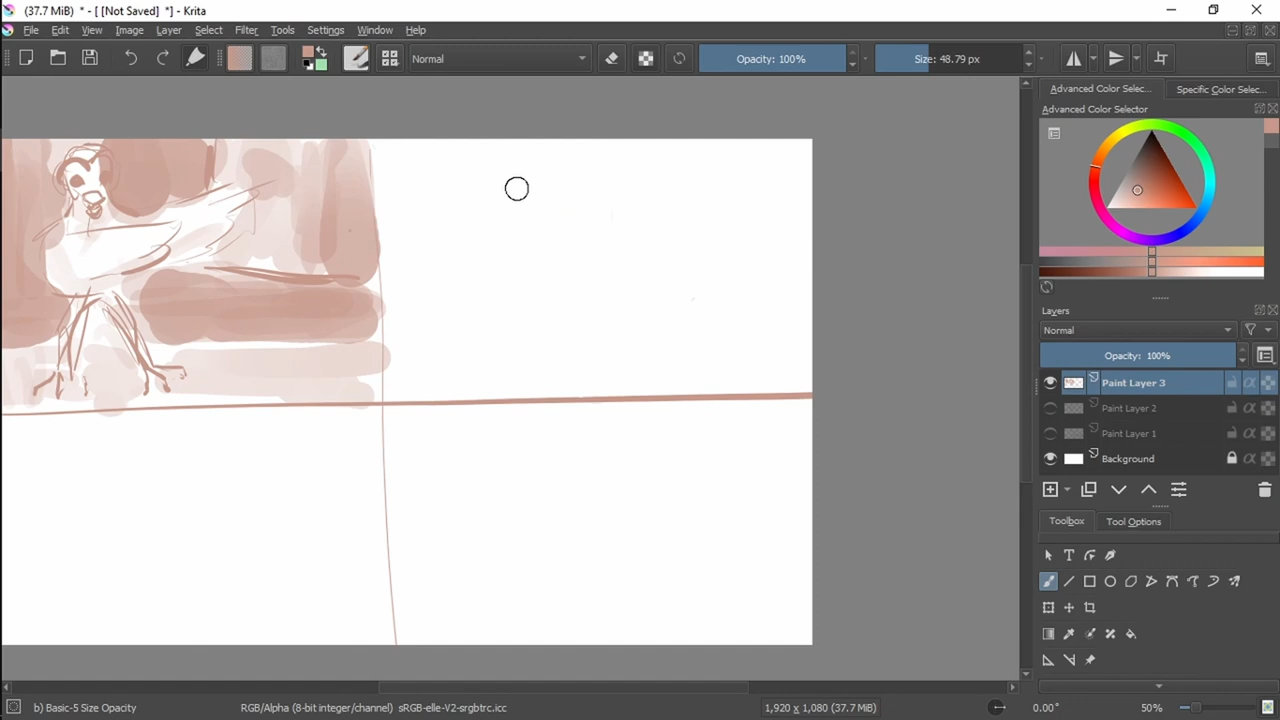 (37.7 MiB) * - [ [Not Saved] *] - Krita
File Edit View Image Layer Select Filter Tools Settings Window Help
Normal
Opacity: 100%
Size: 48.79 px
Advanced Color Selec...
Specific Color Selec...
Advanced Color Selector
Layers
Normal
Opacity: 100%
Paint Layer 3
Paint Layer 2
Paint Layer 1
Background
Toolbox
Tool Options
b) Basic-5 Size Opacity
RGB/Alpha (8-bit integer/channel) sRGB-elle-V2-srgbtrc.icc
1,920 x 1,080 (37.7 MiB)
0.00°
50%